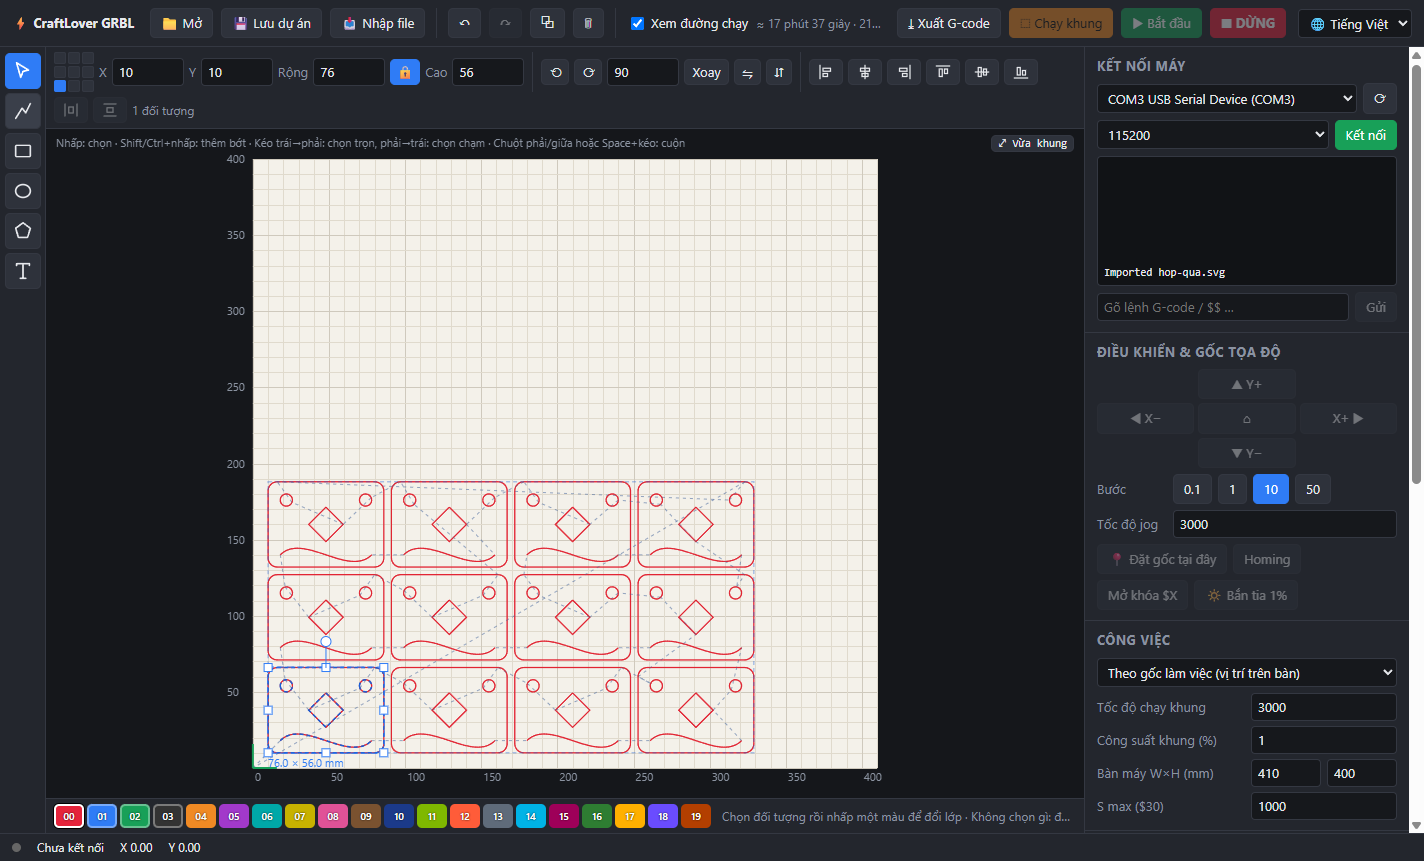 CraftLover GRBL Mở Lưu dự án Nhập file Xem đường chạy ≈ 17 phút 37 giây · 21... Xuất G-code Chạy khung Bắt đầu DỪNG Tiếng Việt
X 10 Y 10 Rộng 76 Cao 56 90 Xoay
1 đối tượng
Nhấp: chọn · Shift/Ctrl+nhấp: thêm bớt · Kéo trái→phải: chọn trọn, phải→trái: chọn chạm · Chuột phải/giữa hoặc Space+kéo: cuộn
Vừa khung
400
350
300
250
200
150
100
50
76.0 × 56.0 mm
0 50 100 150 200 250 300 350 400
00 01 02 03 04 05 06 07 08 09 10 11 12 13 14 15 16 17 18 19 Chọn đối tượng rồi nhấp một màu để đổi lớp · Không chọn gì: đ...
KẾT NỐI MÁY
COM3 USB Serial Device (COM3)
115200 Kết nối
Imported hop-qua.svg
Gõ lệnh G-code / $$ ... Gửi
ĐIỀU KHIỂN & GỐC TỌA ĐỘ
▲ Y+
◀ X− ⌂ X+ ▶
▼ Y−
Bước 0.1 1 10 50
Tốc độ jog 3000
Đặt gốc tại đây Homing
Mở khóa $X Bắn tia 1%
CÔNG VIỆC
Theo gốc làm việc (vị trí trên bàn)
Tốc độ chạy khung 3000
Công suất khung (%) 1
Bàn máy W×H (mm) 410 400
S max ($30) 1000
Chưa kết nối X 0.00 Y 0.00